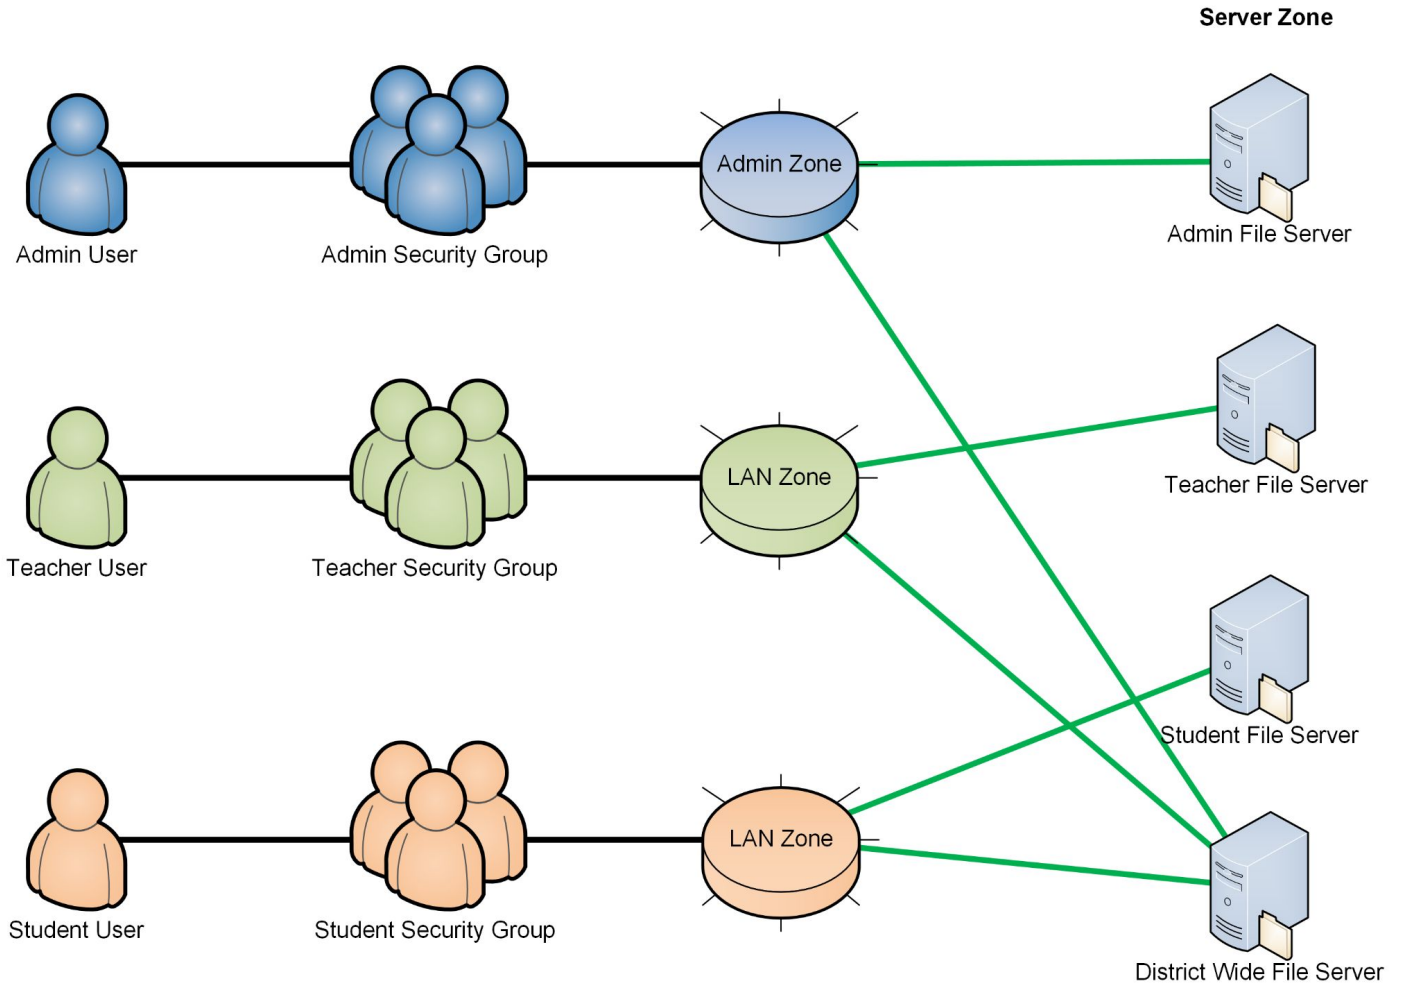 Server Zone
Admin Zone
Admin File Server
Admin User
Admin Security Group
LAN Zone
Teacher File Server
Teacher User
Teacher Security Group
Student File Server
LAN Zone
Student User
Student Security Group
District Wide File Server